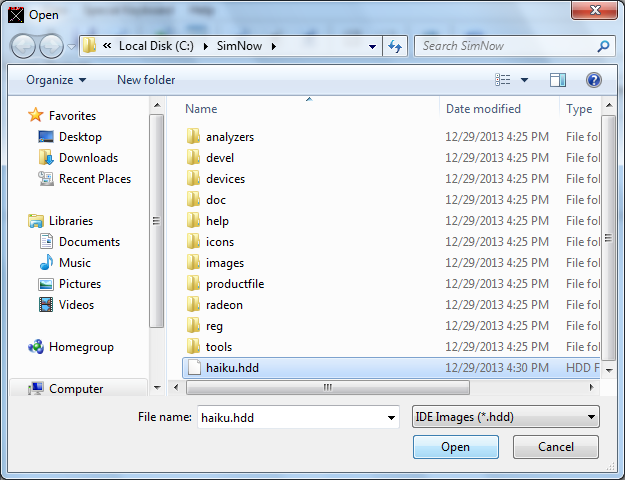 Open
« Local Disk (C:) ▸ SimNow ▸
Search SimNow
Organize
New folder
Name
Date modified
Type
Favorites
Desktop
Downloads
Recent Places
Libraries
Documents
Music
Pictures
Videos
Homegroup
Computer
analyzers 12/29/2013 4:25 PM File fol
devel 12/29/2013 4:25 PM File fol
devices 12/29/2013 4:25 PM File fol
doc 12/29/2013 4:25 PM File fol
help 12/29/2013 4:25 PM File fol
icons 12/29/2013 4:25 PM File fol
images 12/29/2013 4:25 PM File fol
productfile 12/29/2013 4:25 PM File fol
radeon 12/29/2013 4:25 PM File fol
reg 12/29/2013 4:25 PM File fol
tools 12/29/2013 4:25 PM File fol
haiku.hdd 12/29/2013 4:30 PM HDD F
File name: haiku.hdd
IDE Images (*.hdd)
Open
Cancel